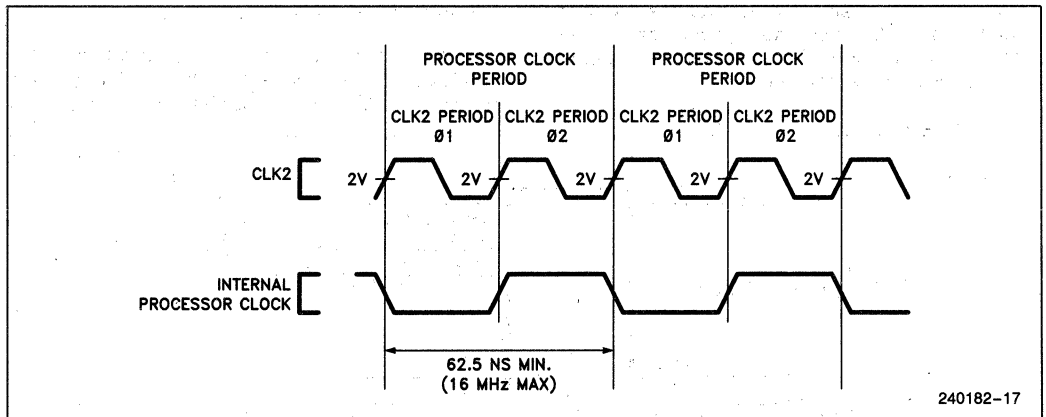 PROCESSOR CLOCK
PERIOD
PROCESSOR CLOCK
PERIOD
CLK2 PERIOD
Ø1
CLK2 PERIOD
Ø2
CLK2 PERIOD
Ø1
CLK2 PERIOD
Ø2
CLK2
2V
2V
2V
2V
2V
INTERNAL
PROCESSOR CLOCK
62.5 NS MIN.
(16 MHz MAX)
240182-17